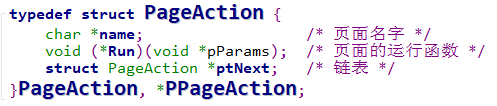 typedef struct PageAction {
    char *name;                 /* 页面名字 */
    void (*Run)(void *pParams);  /* 页面的运行函数 */
    struct PageAction *ptNext;   /* 链表 */
}PageAction, *PPageAction;